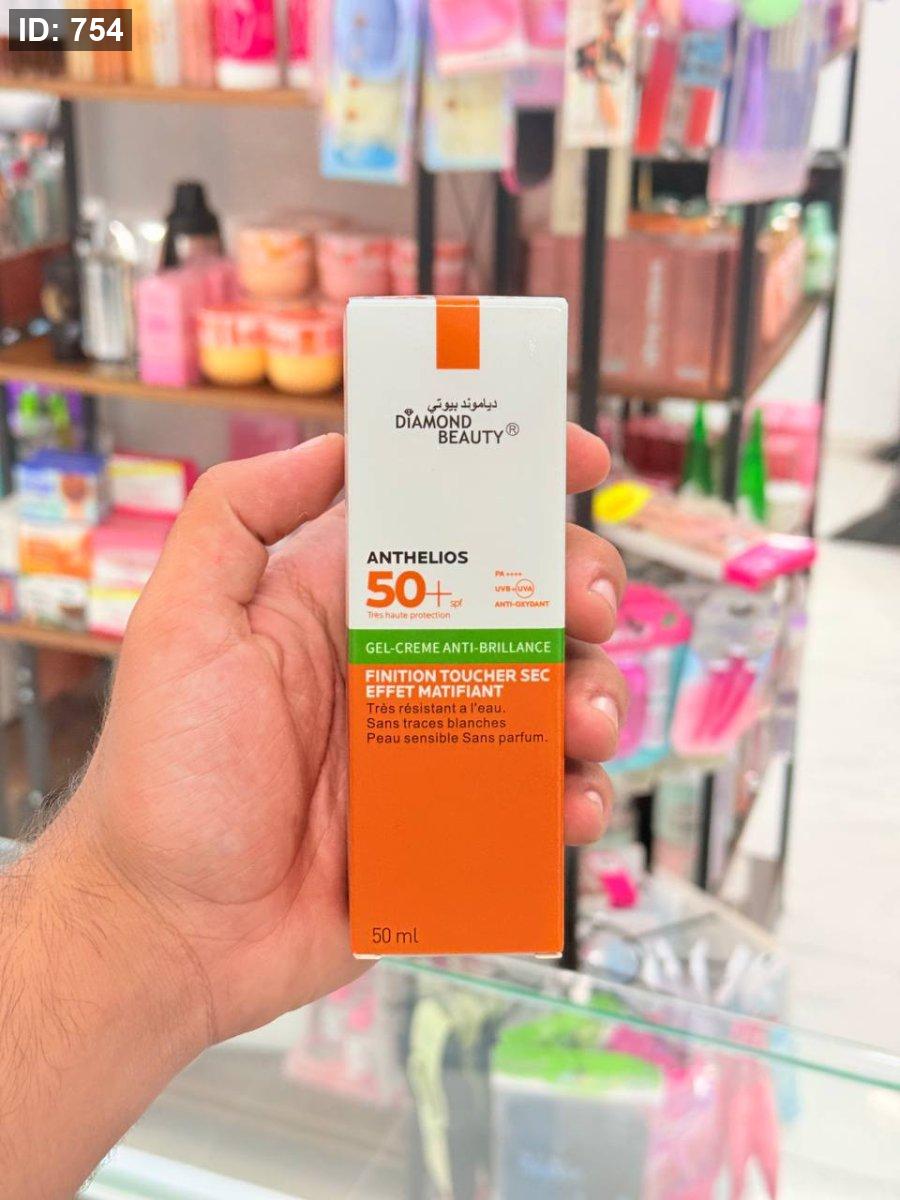 ID: 754
دياموند بيوتي
DIAMOND
BEAUTY®
ANTHELIOS
50+ spf
Très haute protection
PA ++++
UVB+UVA
ANTI-OXYDANT
GEL-CREME ANTI-BRILLANCE
FINITION TOUCHER SEC
EFFET MATIFIANT
Très résistant a l'eau.
Sans traces blanches
Peau sensible Sans parfum.
50 ml